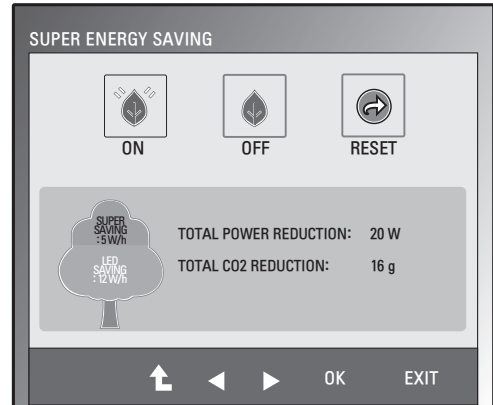 SUPER ENERGY SAVING
ON OFF RESET
SUPER
SAVING
: 5 W/h
LED
SAVING
: 12 W/h
TOTAL POWER REDUCTION: 20 W
TOTAL CO2 REDUCTION: 16 g
OK EXIT